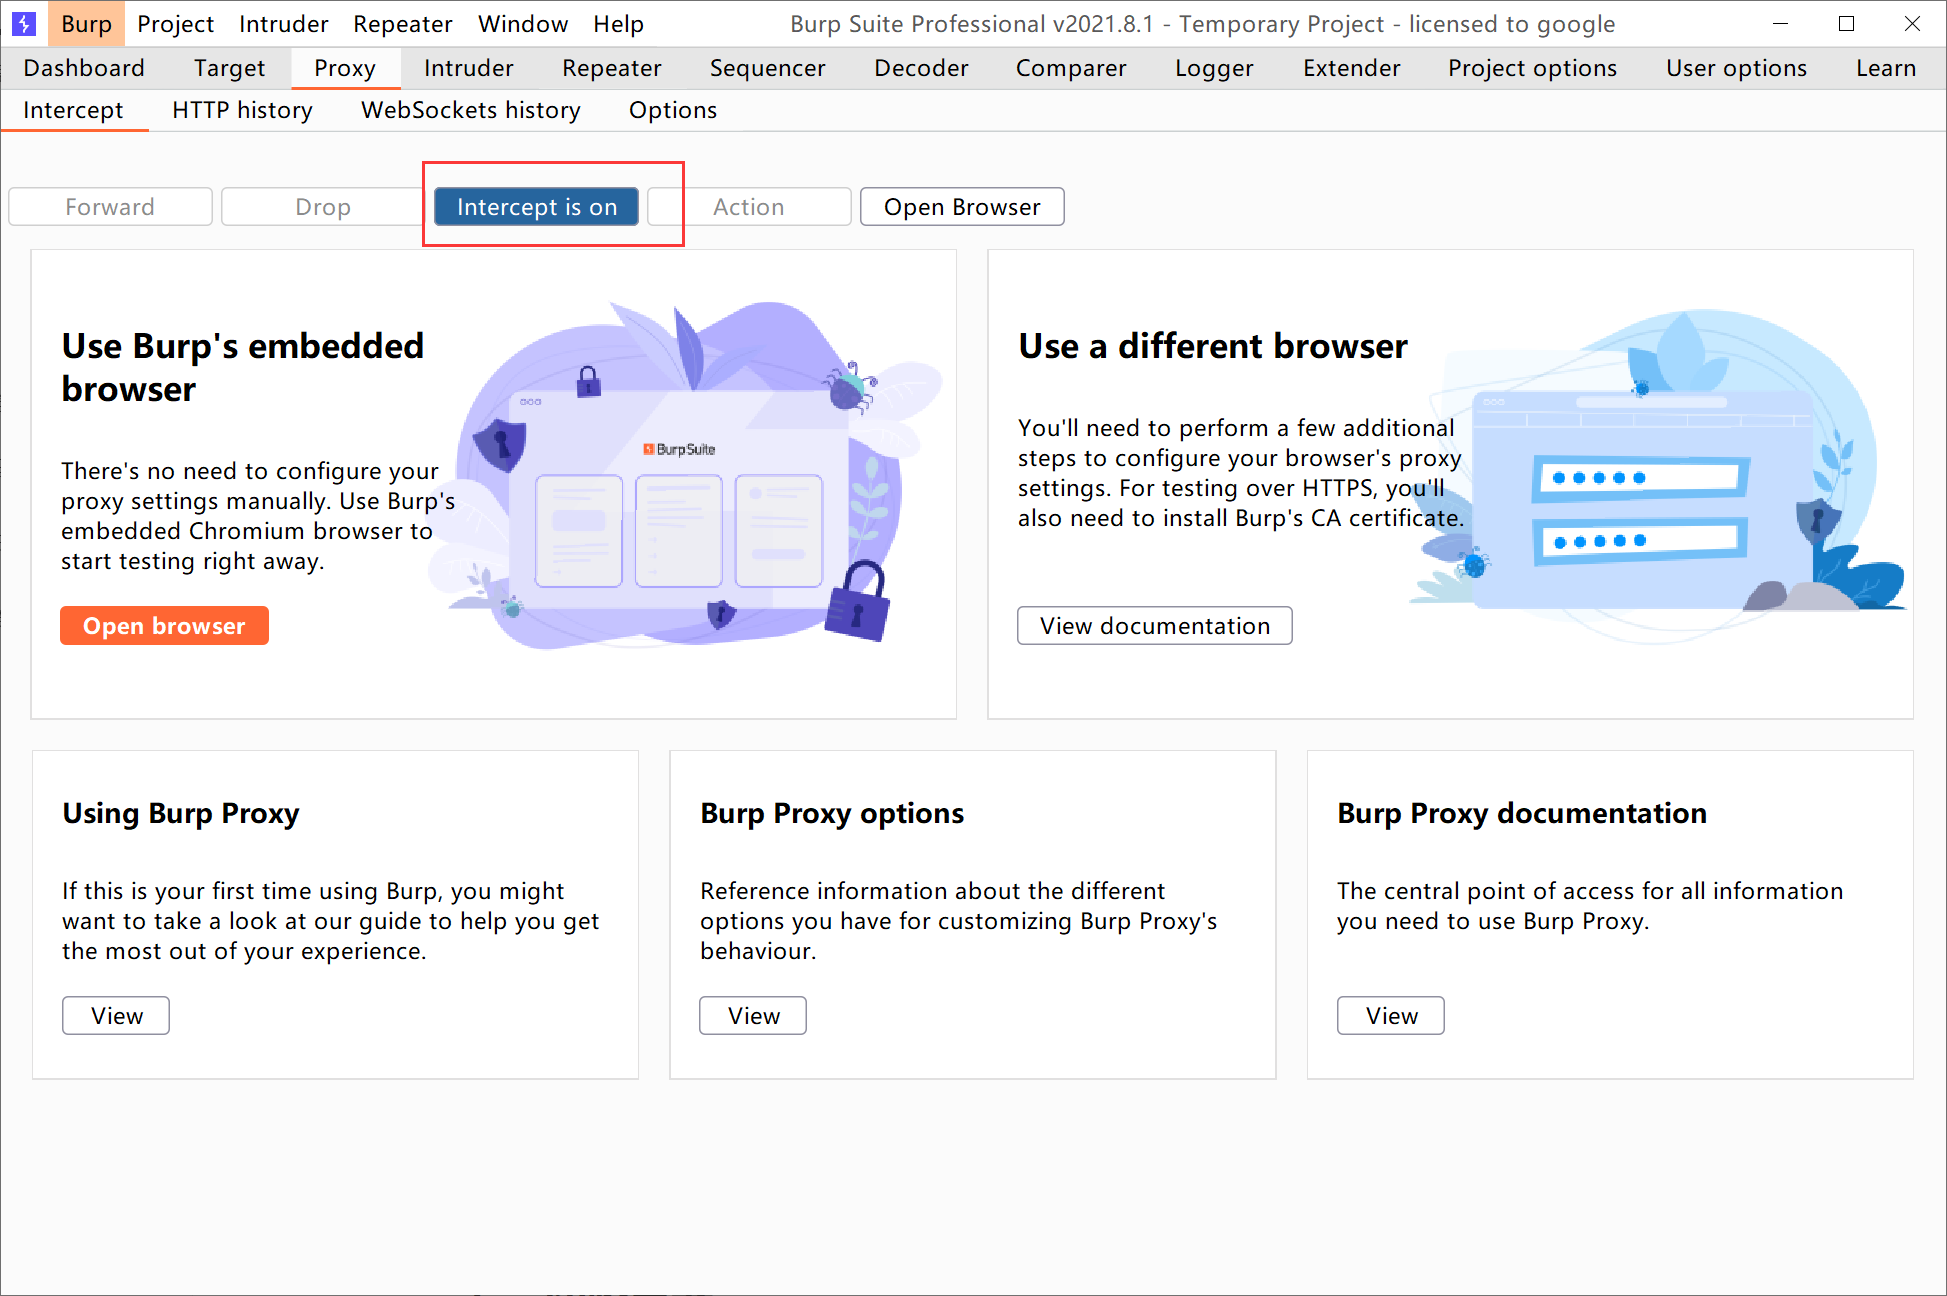 Burp Project Intruder Repeater Window Help Burp Suite Professional v2021.8.1 - Temporary Project - licensed to google
Dashboard Target Proxy Intruder Repeater Sequencer Decoder Comparer Logger Extender Project options User options Learn
Intercept HTTP history WebSockets history Options
Forward Drop Intercept is on Action Open Browser
Use Burp's embedded
browser
There's no need to configure your
proxy settings manually. Use Burp's
embedded Chromium browser to
start testing right away.
Open browser
BurpSuite
Use a different browser
You'll need to perform a few additional
steps to configure your browser's proxy
settings. For testing over HTTPS, you'll
also need to install Burp's CA certificate.
View documentation
Using Burp Proxy
If this is your first time using Burp, you might
want to take a look at our guide to help you get
the most out of your experience.
View
Burp Proxy options
Reference information about the different
options you have for customizing Burp Proxy's
behaviour.
View
Burp Proxy documentation
The central point of access for all information
you need to use Burp Proxy.
View